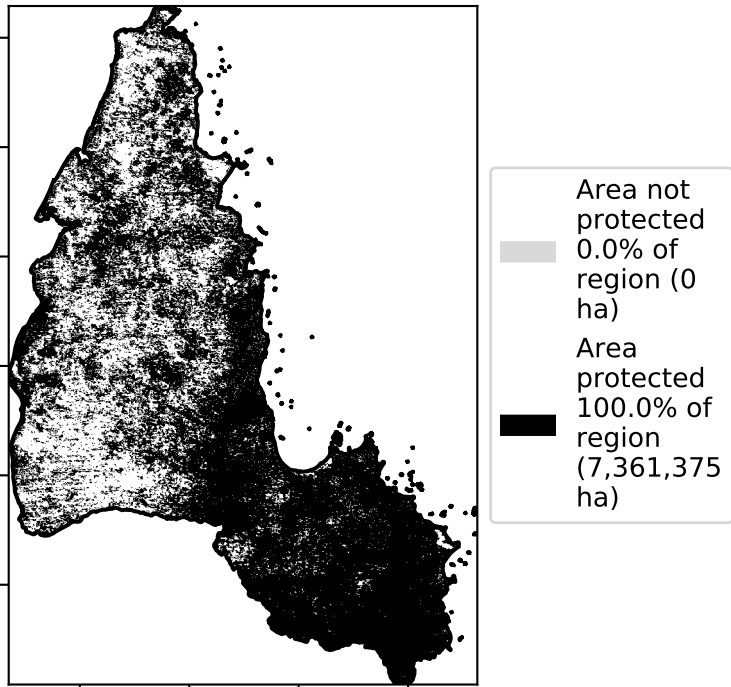 Area not
protected
0.0% of
region (0
ha)
Area
protected
100.0% of
region
(7,361,375
ha)